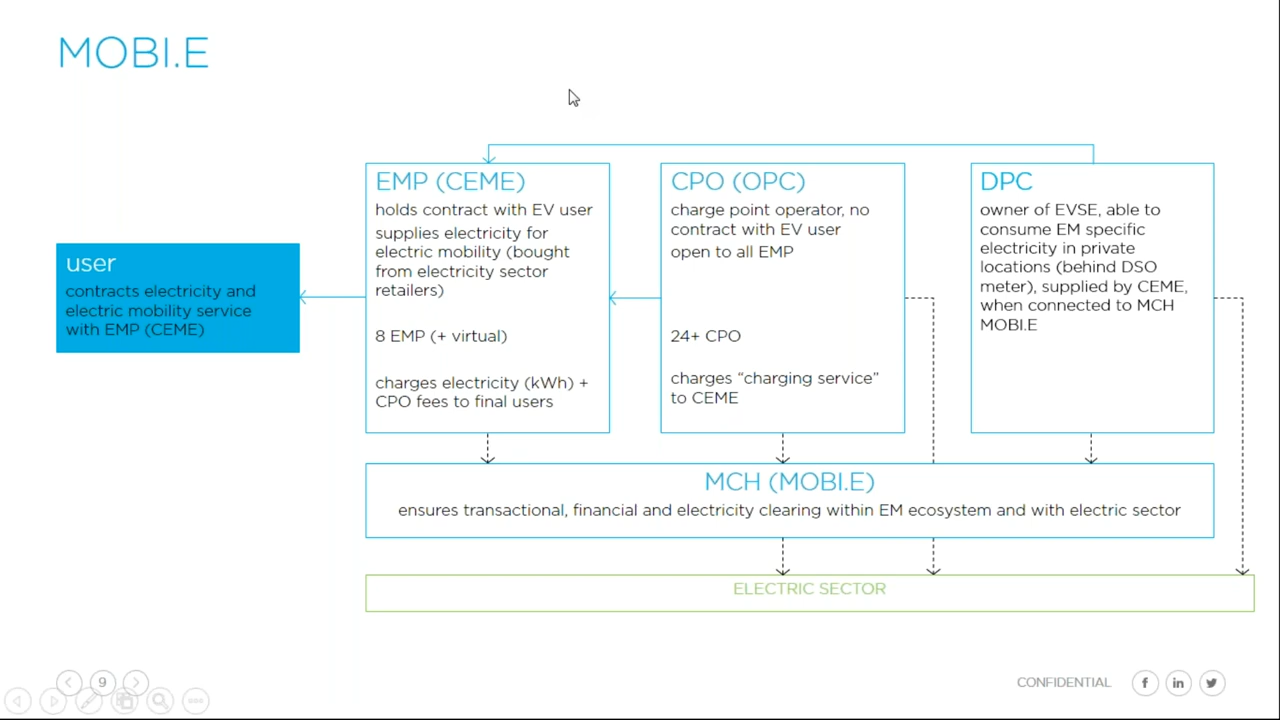 MOBI.E
user
contracts electricity and
electric mobility service
with EMP (CEME)
EMP (CEME)
holds contract with EV user
supplies electricity for
electric mobility (bought
from electricity sector
retailers)
8 EMP (+ virtual)
charges electricity (kWh) +
CPO fees to final users
CPO (OPC)
charge point operator, no
contract with EV user
open to all EMP
24+ CPO
charges “charging service”
to CEME
DPC
owner of EVSE, able to
consume EM specific
electricity in private
locations (behind DSO
meter), supplied by CEME,
when connected to MCH
MOBI.E
MCH (MOBI.E)
ensures transactional, financial and electricity clearing within EM ecosystem and with electric sector
ELECTRIC SECTOR
9
CONFIDENTIAL